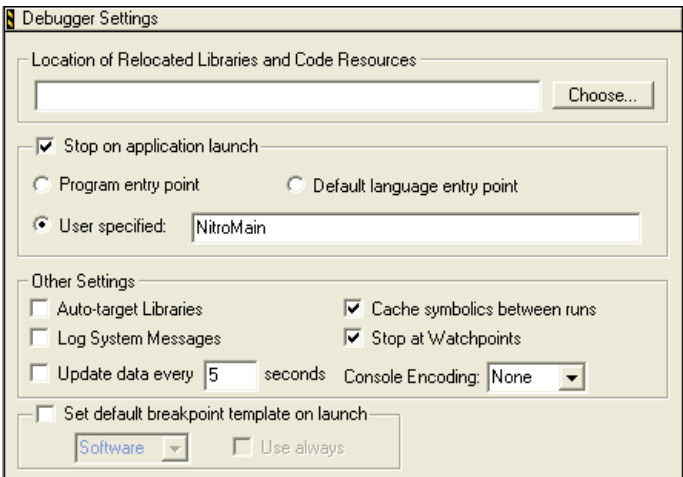 Debugger Settings
Location of Relocated Libraries and Code Resources
Choose...
Stop on application launch
Program entry point
Default language entry point
User specified: NitroMain
Other Settings
Auto-target Libraries
Cache symbolics between runs
Log System Messages
Stop at Watchpoints
Update data every 5 seconds
Console Encoding: None
Set default breakpoint template on launch
Software
Use always